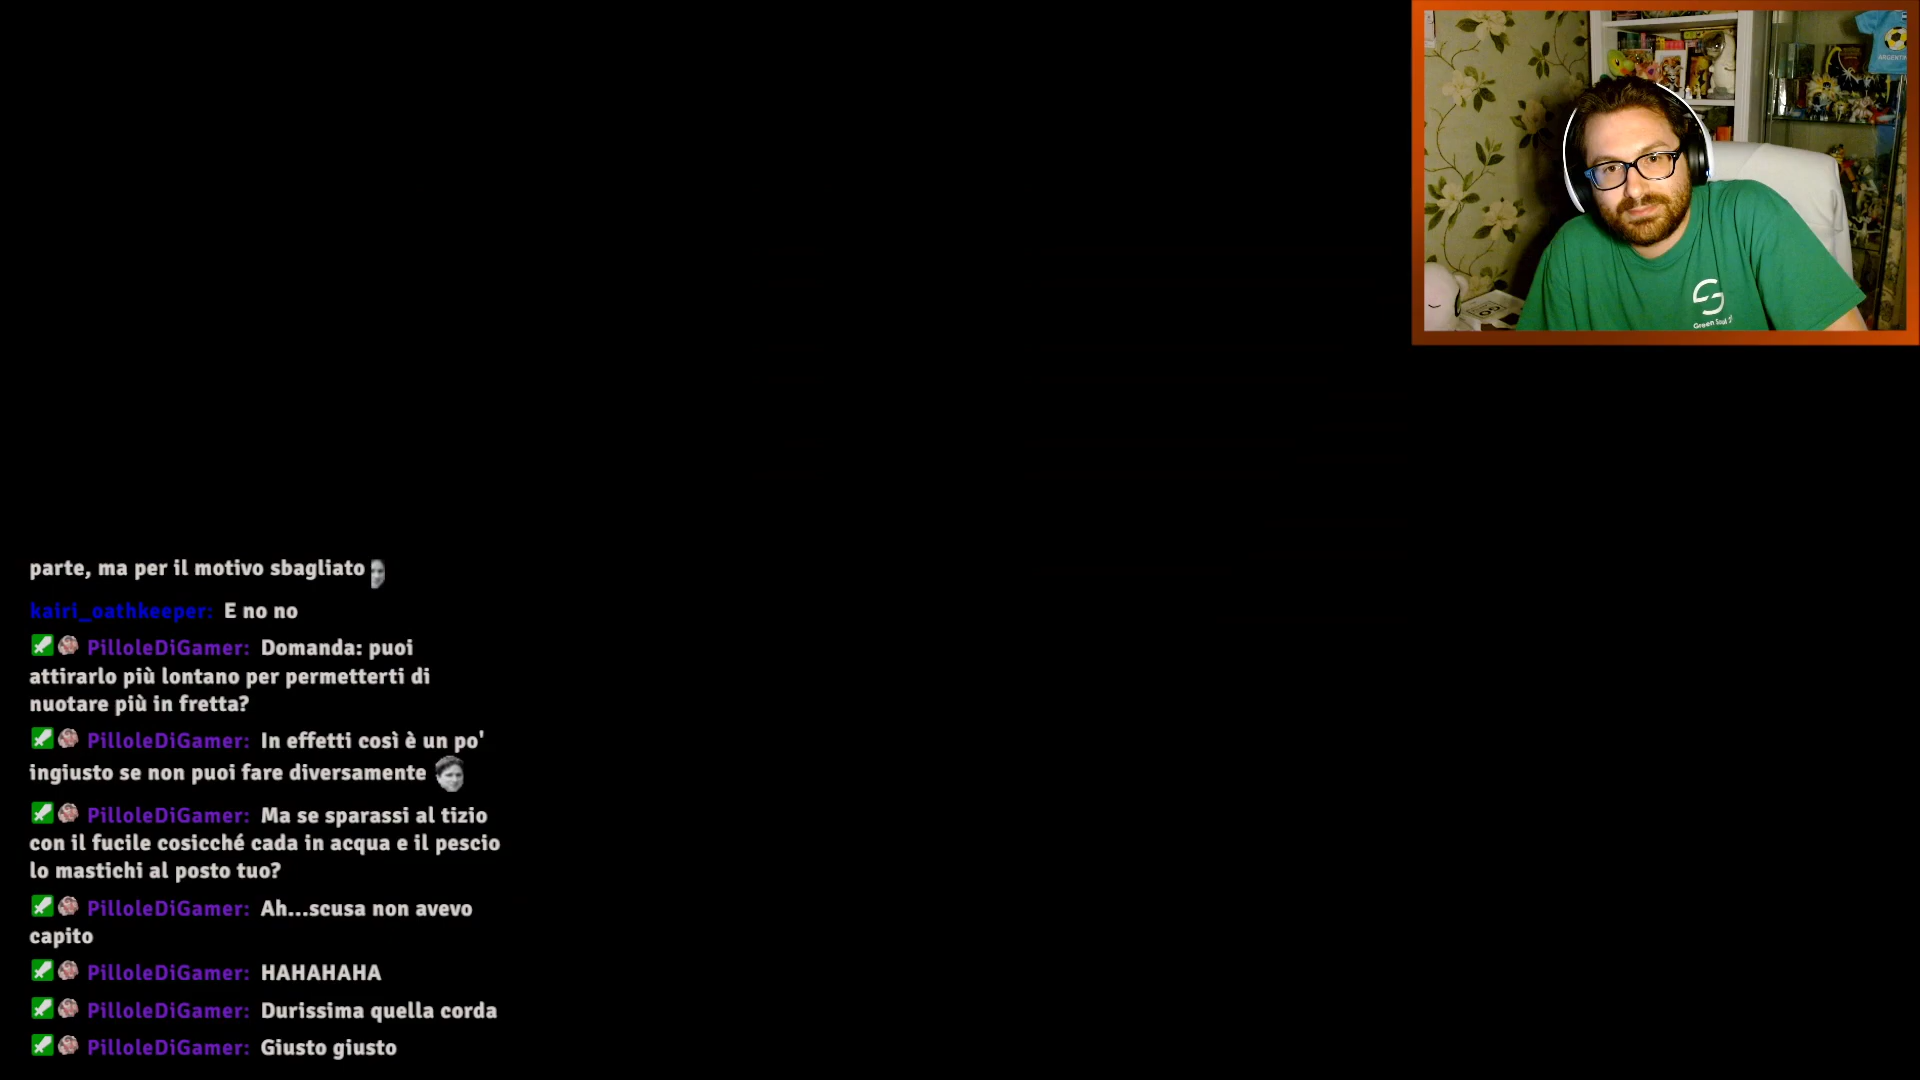 ARGENTINA
Green Soul
parte, ma per il motivo sbagliato
kairi_oathkeeper: E no no
PilloleDiGamer: Domanda: puoi
attirarlo più lontano per permetterti di
nuotare più in fretta?
PilloleDiGamer: In effetti così è un po'
ingiusto se non puoi fare diversamente
PilloleDiGamer: Ma se sparassi al tizio
con il fucile cosicché cada in acqua e il pescio
lo mastichi al posto tuo?
PilloleDiGamer: Ah...scusa non avevo
capito
PilloleDiGamer: HAHAHAHA
PilloleDiGamer: Durissima quella corda
PilloleDiGamer: Giusto giusto